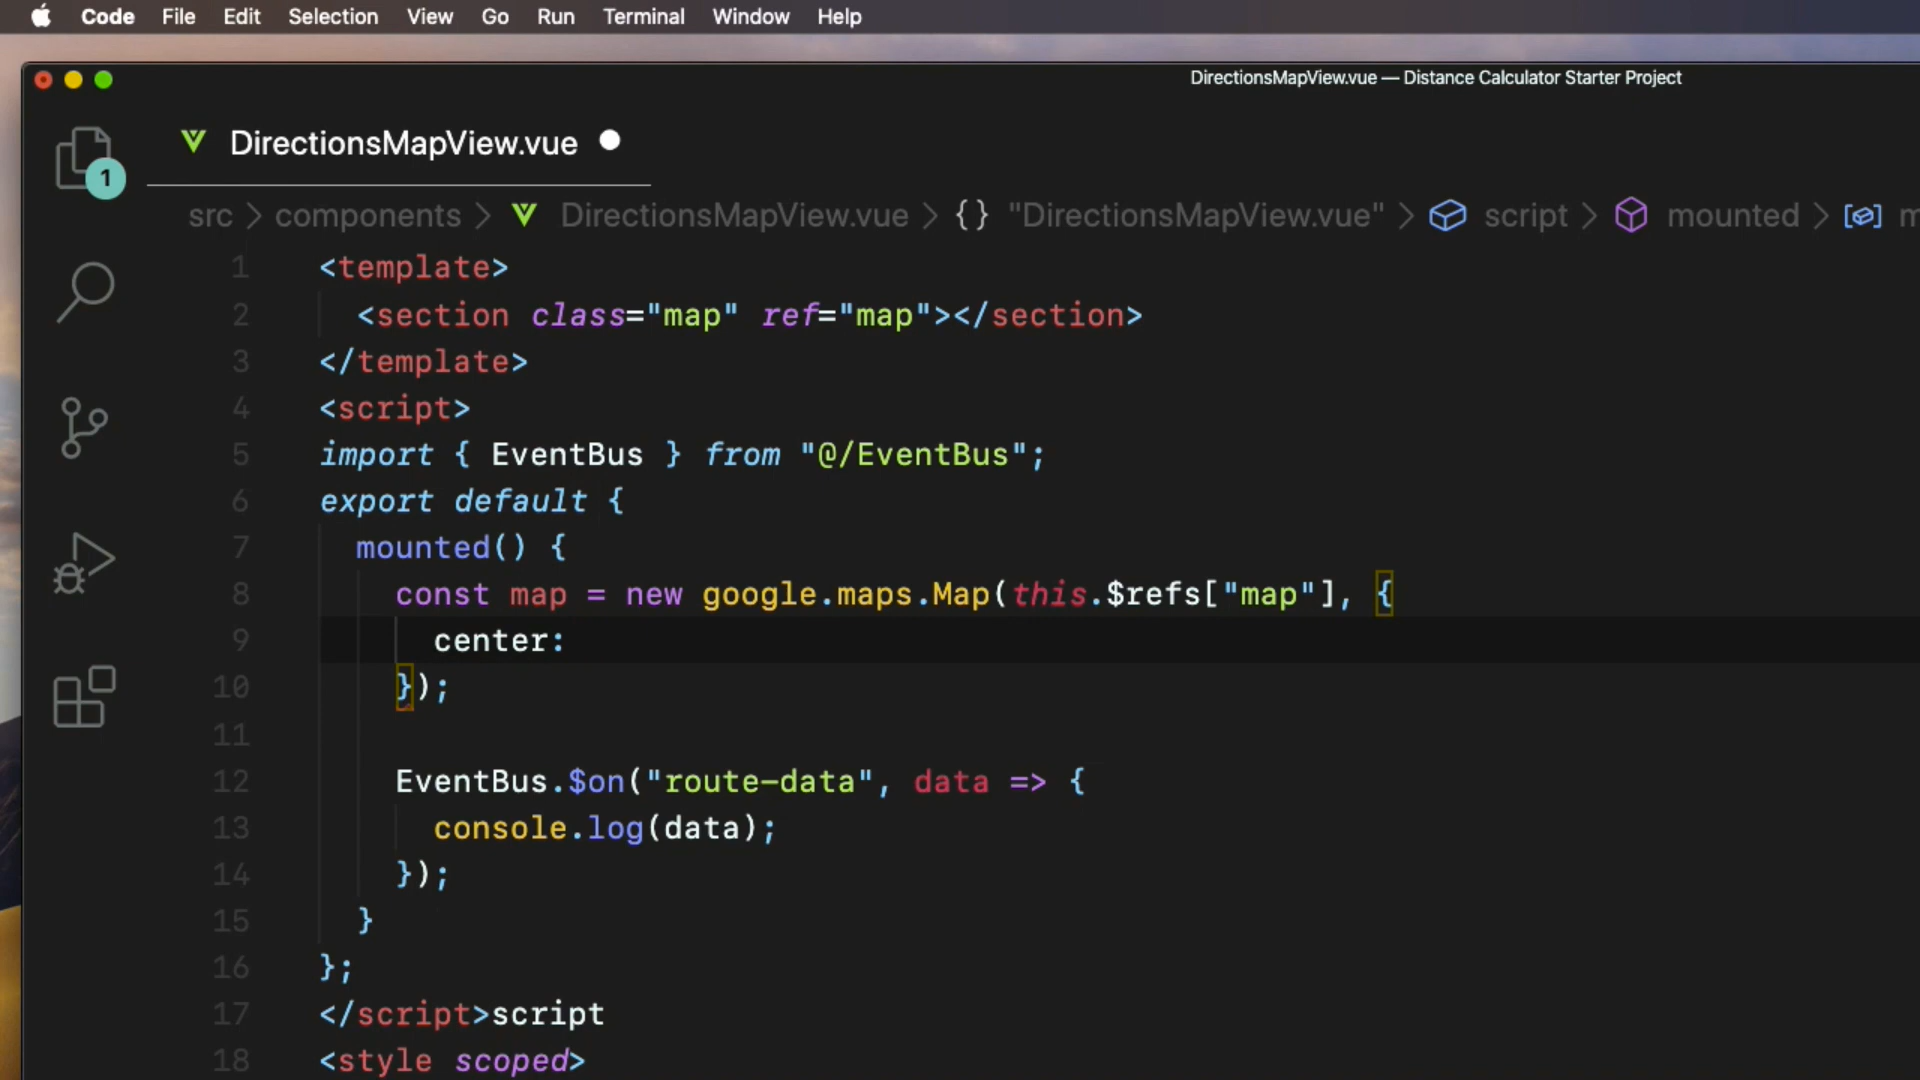 Code File Edit Selection View Go Run Terminal Window Help
DirectionsMapView.vue — Distance Calculator Starter Project
DirectionsMapView.vue
1
src > components > DirectionsMapView.vue > {} "DirectionsMapView.vue" > script > mounted > m
1 <template>
2 <section class="map" ref="map"></section>
3 </template>
4 <script>
5 import { EventBus } from "@/EventBus";
6 export default {
7 mounted() {
8 const map = new google.maps.Map(this.$refs["map"], {
9 center:
10 });
11
12 EventBus.$on("route-data", data => {
13 console.log(data);
14 });
15 }
16 };
17 </script>script
18 <style scoped>